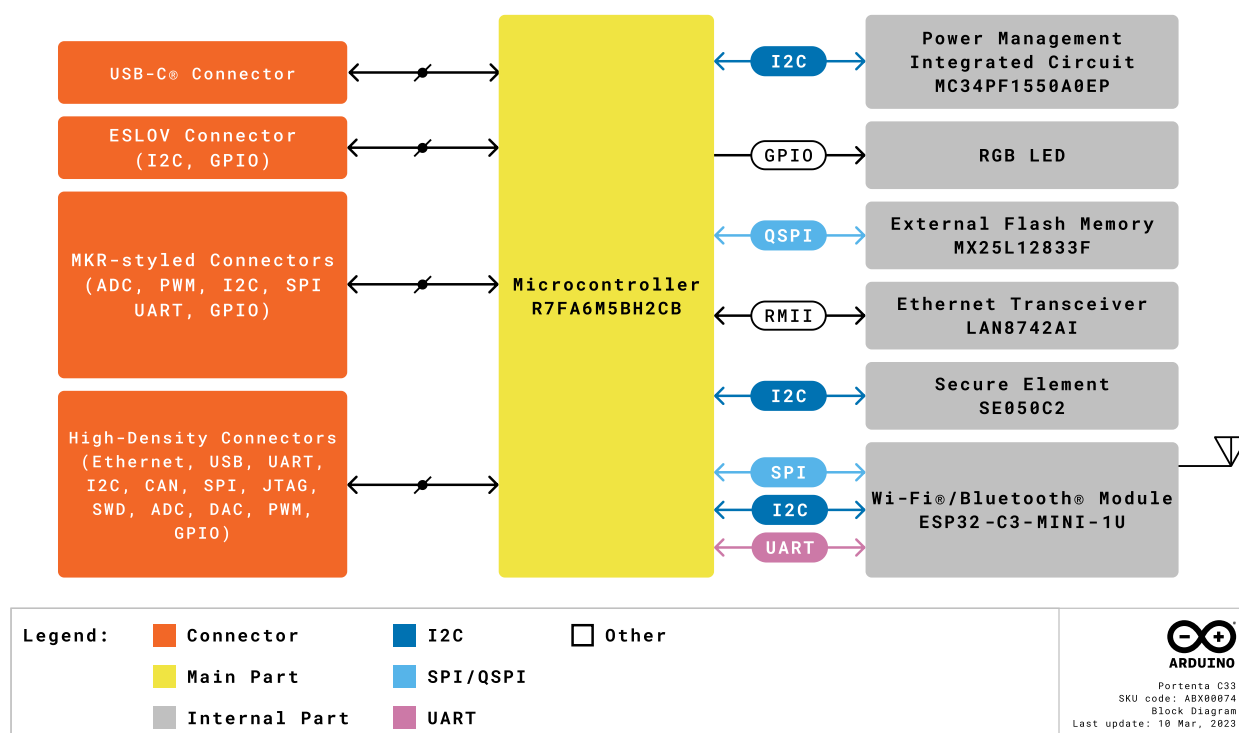 USB-C® Connector
ESLOV Connector
(I2C, GPIO)
MKR-styled Connectors
(ADC, PWM, I2C, SPI
UART, GPIO)
High-Density Connectors
(Ethernet, USB, UART,
I2C, CAN, SPI, JTAG,
SWD, ADC, DAC, PWM,
GPIO)
Microcontroller
R7FA6M5BH2CB
I2C
GPIO
QSPI
RMII
I2C
SPI
I2C
UART
Power Management
Integrated Circuit
MC34PF1550A0EP
RGB LED
External Flash Memory
MX25L12833F
Ethernet Transceiver
LAN8742AI
Secure Element
SE050C2
Wi-Fi®/Bluetooth® Module
ESP32-C3-MINI-1U
Legend:
Connector
Main Part
Internal Part
I2C
SPI/QSPI
UART
Other
ARDUINO
Portenta C33
SKU code: ABX00074
Block Diagram
Last update: 10 Mar, 2023